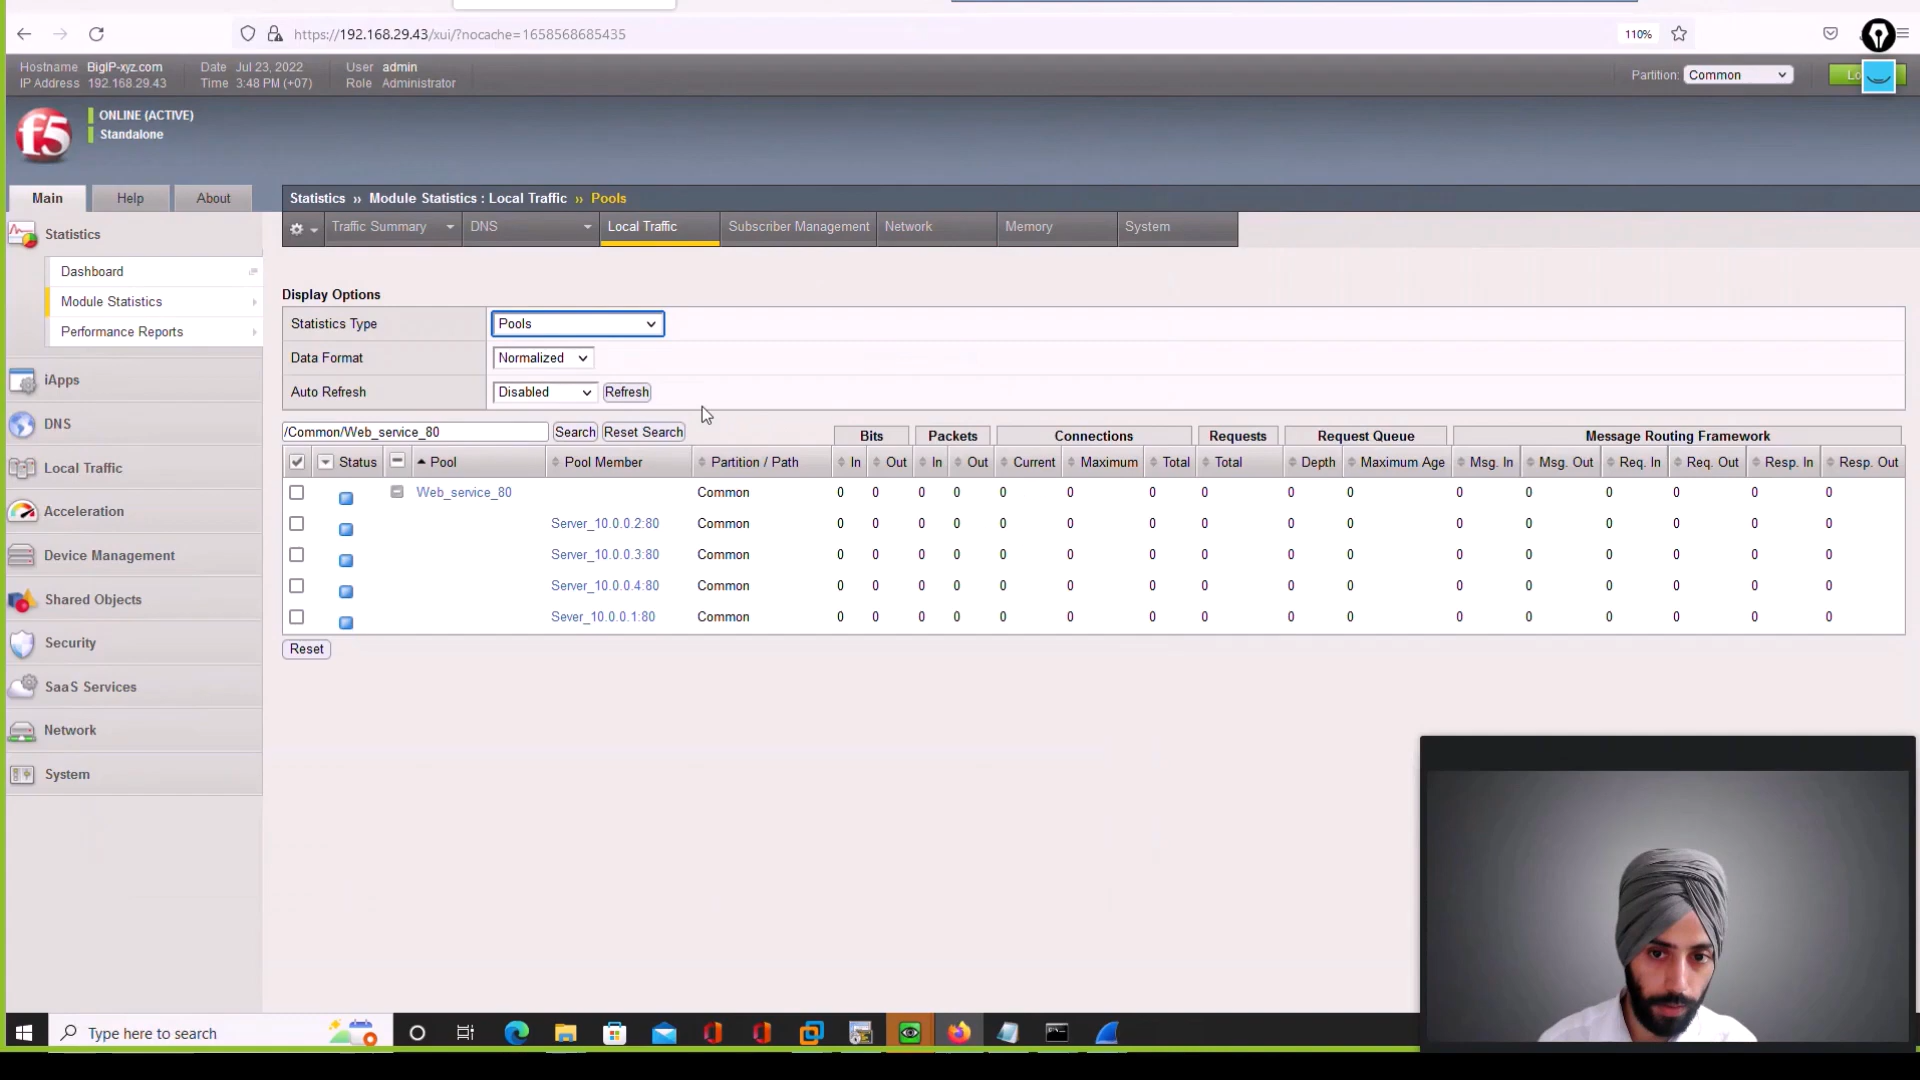 https://192.168.29.43/xui/?nocache=1658568685435
110%
Hostname BigIP-xyz.com Date Jul 23, 2022 User admin
IP Address 192.168.29.43 Time 3:48 PM (+07) Role Administrator
Partition: Common Lo
f5
ONLINE (ACTIVE)
Standalone
Main Help About
Statistics
Dashboard
Module Statistics
Performance Reports
iApps
DNS
Local Traffic
Acceleration
Device Management
Shared Objects
Security
SaaS Services
Network
System
Statistics » Module Statistics : Local Traffic » Pools
Traffic Summary DNS Local Traffic Subscriber Management Network Memory System
Display Options
Statistics Type Pools
Data Format Normalized
Auto Refresh Disabled Refresh
/Common/Web_service_80 Search Reset Search
Bits Packets Connections Requests Request Queue Message Routing Framework
Status Pool Pool Member Partition / Path In Out In Out Current Maximum Total Total Depth Maximum Age Msg. In Msg. Out Req. In Req. Out Resp. In Resp. Out
Web_service_80 Common 0 0 0 0 0 0 0 0 0 0 0 0 0 0 0 0
Server_10.0.0.2:80 Common 0 0 0 0 0 0 0 0 0 0 0 0 0 0 0 0
Server_10.0.0.3:80 Common 0 0 0 0 0 0 0 0 0 0 0 0 0 0 0 0
Server_10.0.0.4:80 Common 0 0 0 0 0 0 0 0 0 0 0 0 0 0 0 0
Sever_10.0.0.1:80 Common 0 0 0 0 0 0 0 0 0 0 0 0 0 0 0 0
Reset
Type here to search